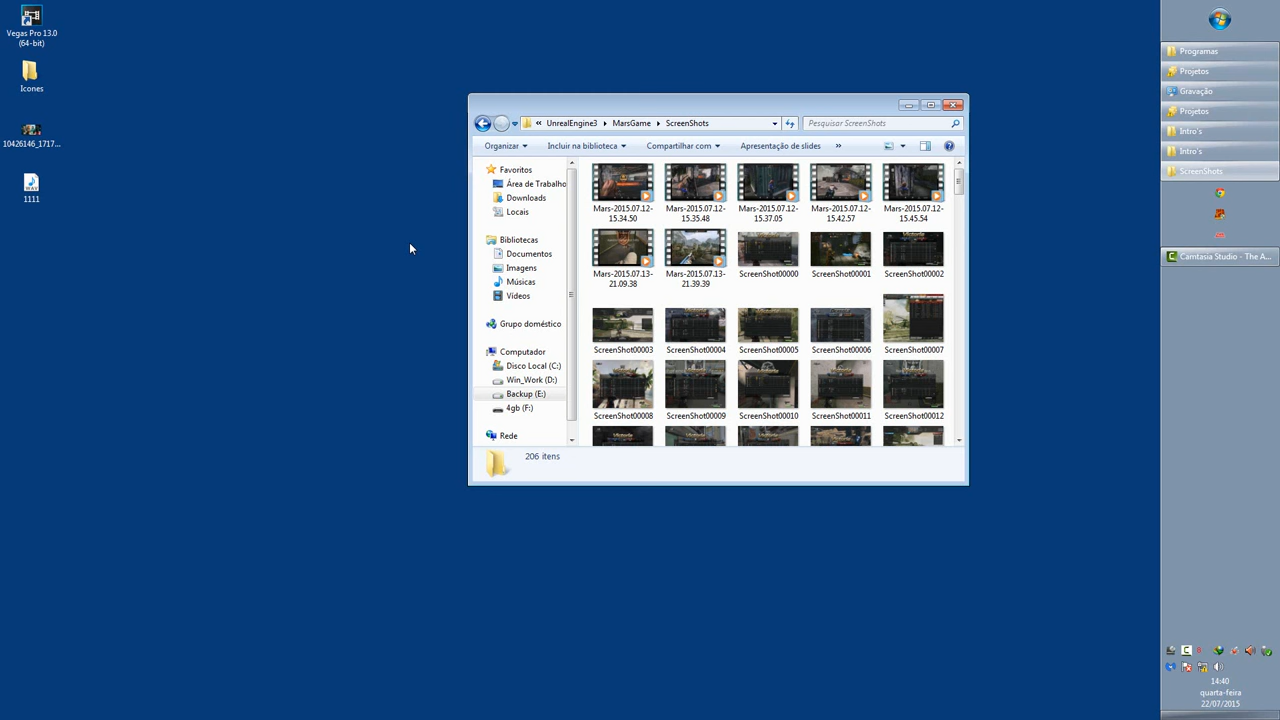 Vegas Pro 13.0
(64-bit)
Icones
10426146_1717...
WAV
1111
UnrealEngine3
MarsGame
ScreenShots
Pesquisar ScreenShots
Organizar
Incluir na biblioteca
Compartilhar com
Apresentação de slides
»
Favoritos
Área de Trabalho
Downloads
Locais
Bibliotecas
Documentos
Imagens
Músicas
Vídeos
Grupo doméstico
Computador
Disco Local (C:)
Win_Work (D:)
Backup (E:)
4gb (F:)
Rede
Mars-2015.07.12-
15.34.50
Mars-2015.07.12-
15.35.48
Mars-2015.07.12-
15.37.05
Mars-2015.07.12-
15.42.57
Mars-2015.07.12-
15.45.54
Mars-2015.07.13-
21.09.38
Mars-2015.07.13-
21.39.39
ScreenShot00000
ScreenShot00001
ScreenShot00002
ScreenShot00003
ScreenShot00004
ScreenShot00005
ScreenShot00006
ScreenShot00007
ScreenShot00008
ScreenShot00009
ScreenShot00010
ScreenShot00011
ScreenShot00012
206 itens
Programas
Projetos
Gravação
Projetos
Intro's
Intro's
ScreenShots
Camtasia Studio - The A...
14:40
quarta-feira
22/07/2015